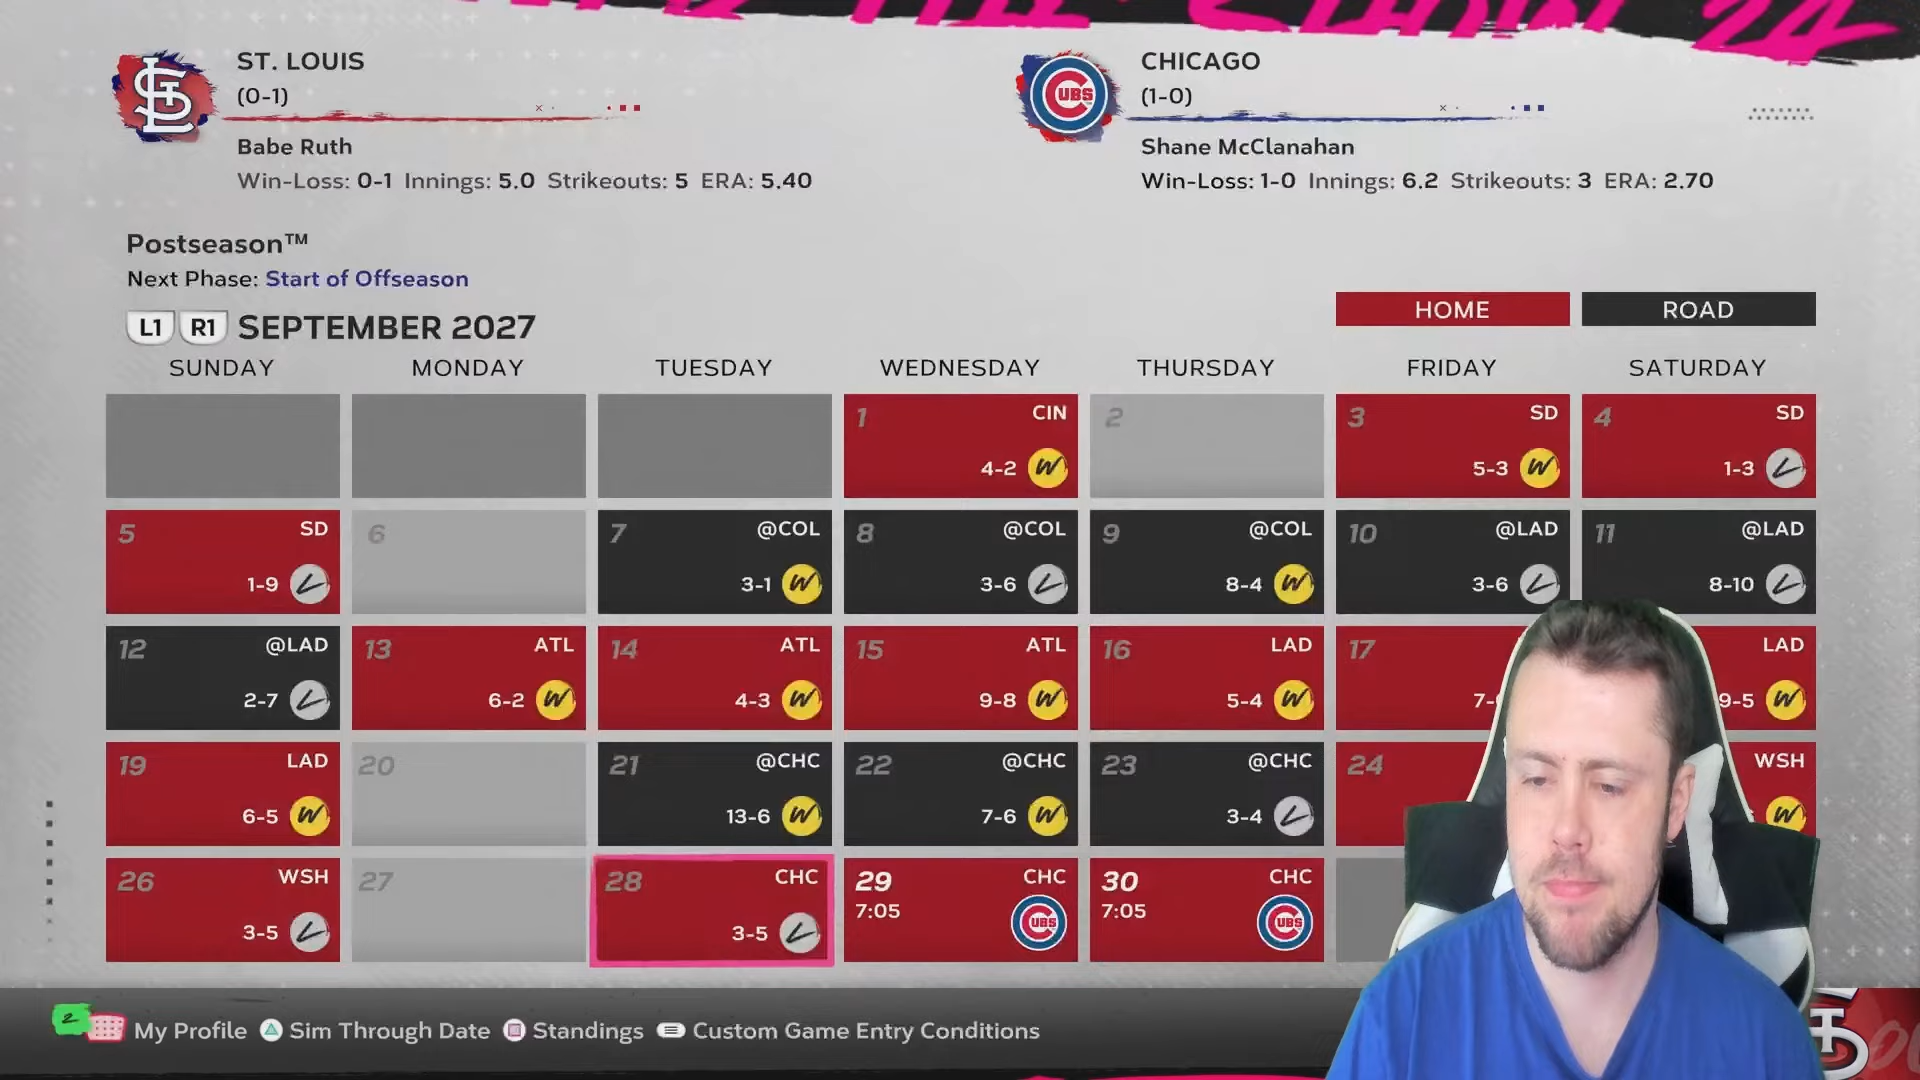 ST. LOUIS
(0-1)
Babe Ruth
Win-Loss: 0-1 Innings: 5.0 Strikeouts: 5 ERA: 5.40
CUBS
CHICAGO
(1-0)
Shane McClanahan
Win-Loss: 1-0 Innings: 6.2 Strikeouts: 3 ERA: 2.70
Postseason™
Next Phase: Start of Offseason
L1 R1 SEPTEMBER 2027
HOME ROAD
SUNDAY MONDAY TUESDAY WEDNESDAY THURSDAY FRIDAY SATURDAY
1 CIN 2 3 SD 4 SD
4-2 W 5-3 W 1-3 L
5 SD 6 7 @COL 8 @COL 9 @COL 10 @LAD 11 @LAD
1-9 L 3-1 W 3-6 L 8-4 W 3-6 L 8-10 L
12 @LAD 13 ATL 14 ATL 15 ATL 16 LAD 17 LAD
2-7 L 6-2 W 4-3 W 9-8 W 5-4 W 7- 9-5 W
19 LAD 20 21 @CHC 22 @CHC 23 @CHC 24 WSH
6-5 W 13-6 W 7-6 W 3-4 L W
26 WSH 27 28 CHC 29 CHC 30 CHC
3-5 L 3-5 L 7:05 CUBS 7:05 CUBS
2 My Profile Sim Through Date Standings Custom Game Entry Conditions